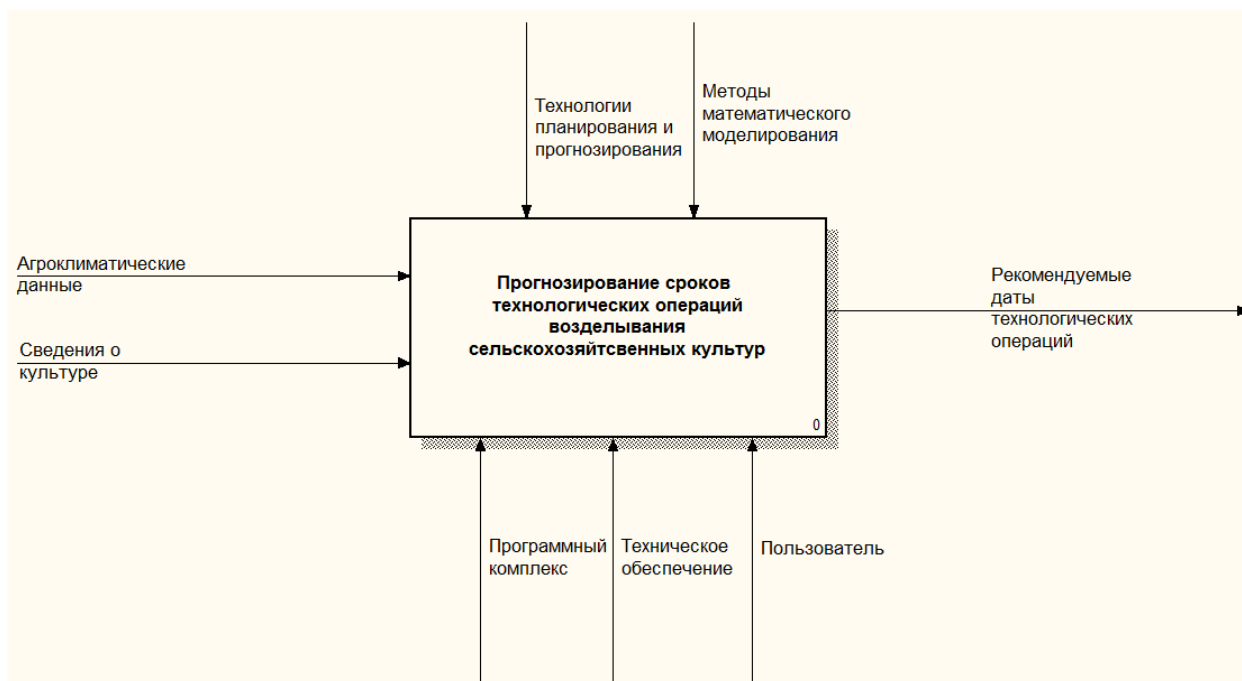 Технологии
планирования и
прогнозирования
Методы
математического
моделирования
Агроклиматические
данные
Сведения о
культуре
Прогнозирование сроков
технологических операций
возделывания
сельскохозяйтсвенных культур
0
Рекомендуемые
даты
технологических
операций
Программный
комплекс
Техническое
обеспечение
Пользователь